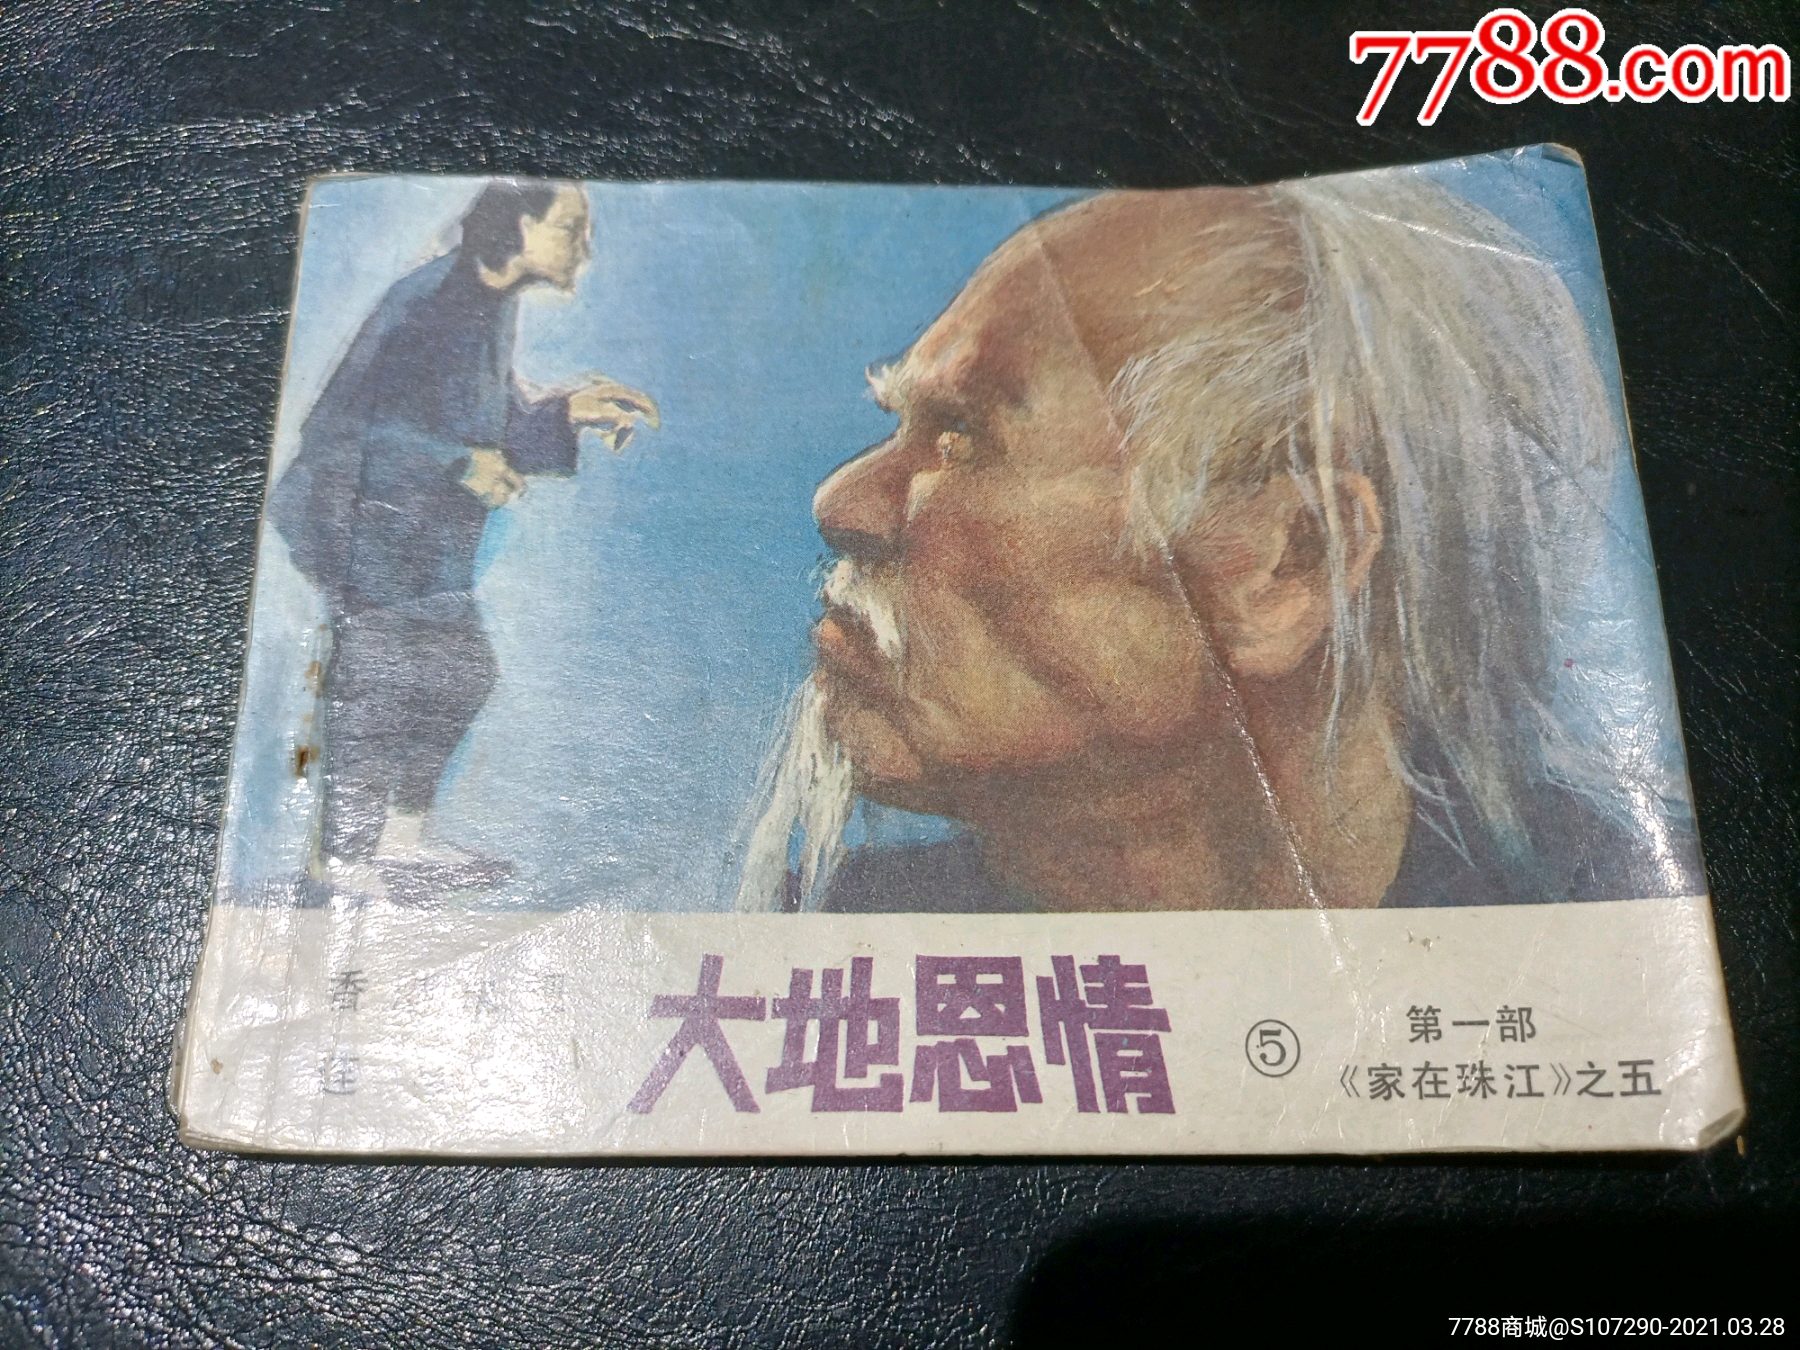 7788.com
香
大地恩情
⑤
第一部
《家在珠江》之五
7788商城@S107290-2021.03.28